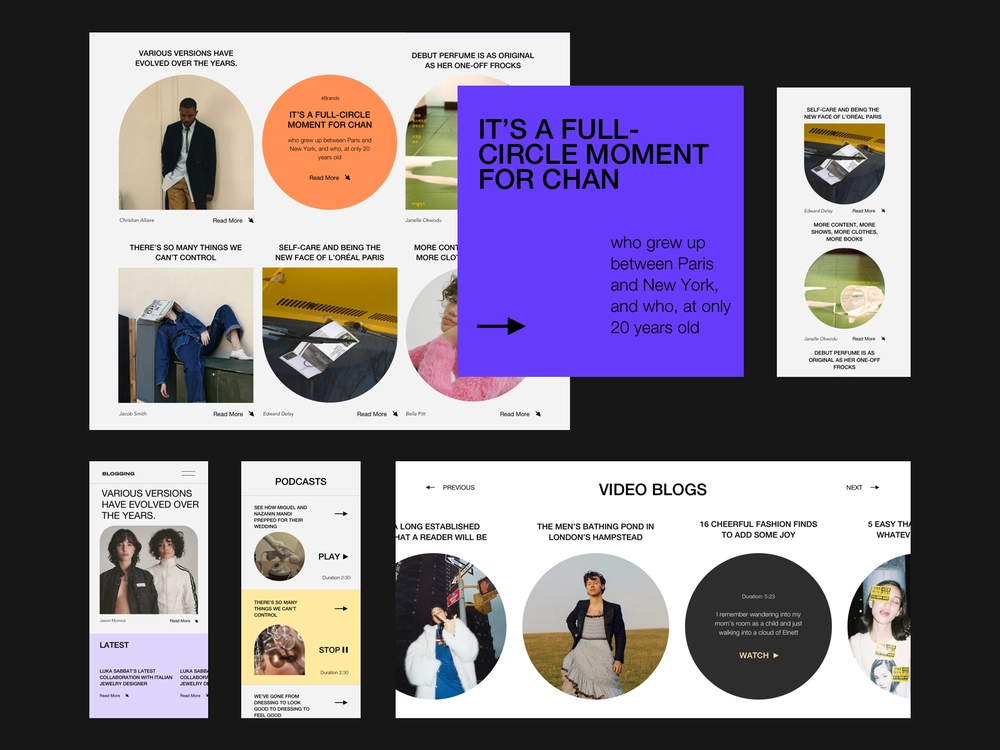 VARIOUS VERSIONS HAVE
EVOLVED OVER THE YEARS.
Christian Allaire
Read More
#Brands
IT'S A FULL-CIRCLE
MOMENT FOR CHAN
who grew up between Paris and
New York, and who, at only 20
years old
Read More
DEBUT PERFUME IS AS ORIGINAL
AS HER ONE-OFF FROCKS
Janelle Okwodu
THERE'S SO MANY THINGS WE
CAN'T CONTROL
Jacob Smith
Read More
SELF-CARE AND BEING THE
NEW FACE OF L'ORÉAL PARIS
Edward Delay
Read More
MORE CONT
MORE CLOT
Bella Pitt
Read More
IT'S A FULL-
CIRCLE MOMENT
FOR CHAN
who grew up
between Paris
and New York,
and who, at only
20 years old
SELF-CARE AND BEING THE
NEW FACE OF L'ORÉAL PARIS
Edward Delay
Read More
MORE CONTENT, MORE
SHOWS, MORE CLOTHES,
MORE BOOKS
Janelle Okwodu
Read More
DEBUT PERFUME IS AS
ORIGINAL AS HER ONE-OFF
FROCKS
BLOGGING
VARIOUS VERSIONS
HAVE EVOLVED OVER
THE YEARS.
Jason Momoa
Read More
LATEST
LUKA SABBAT'S LATEST
COLLABORATION WITH ITALIAN
JEWELRY DESIGNER
Read More
LUKA SABBA
COLLABORA
JEWELRY DE
Read More
PODCASTS
SEE HOW MIGUEL AND
NAZANIN MANDI
PREPPED FOR THEIR
WEDDING
PLAY
Duration 2:30
THERE'S SO MANY
THINGS WE CAN'T
CONTROL
STOP
Duration 2:30
WE'VE GONE FROM
DRESSING TO LOOK
GOOD TO DRESSING TO
FEEL GOOD
PREVIOUS
VIDEO BLOGS
NEXT
A LONG ESTABLISHED
HAT A READER WILL BE
THE MEN'S BATHING POND IN
LONDON'S HAMPSTEAD
16 CHEERFUL FASHION FINDS
TO ADD SOME JOY
Duration: 5:23
I remember wandering into my
mom's room as a child and just
walking into a cloud of Elnett
WATCH
5 EASY THA
WHATEV